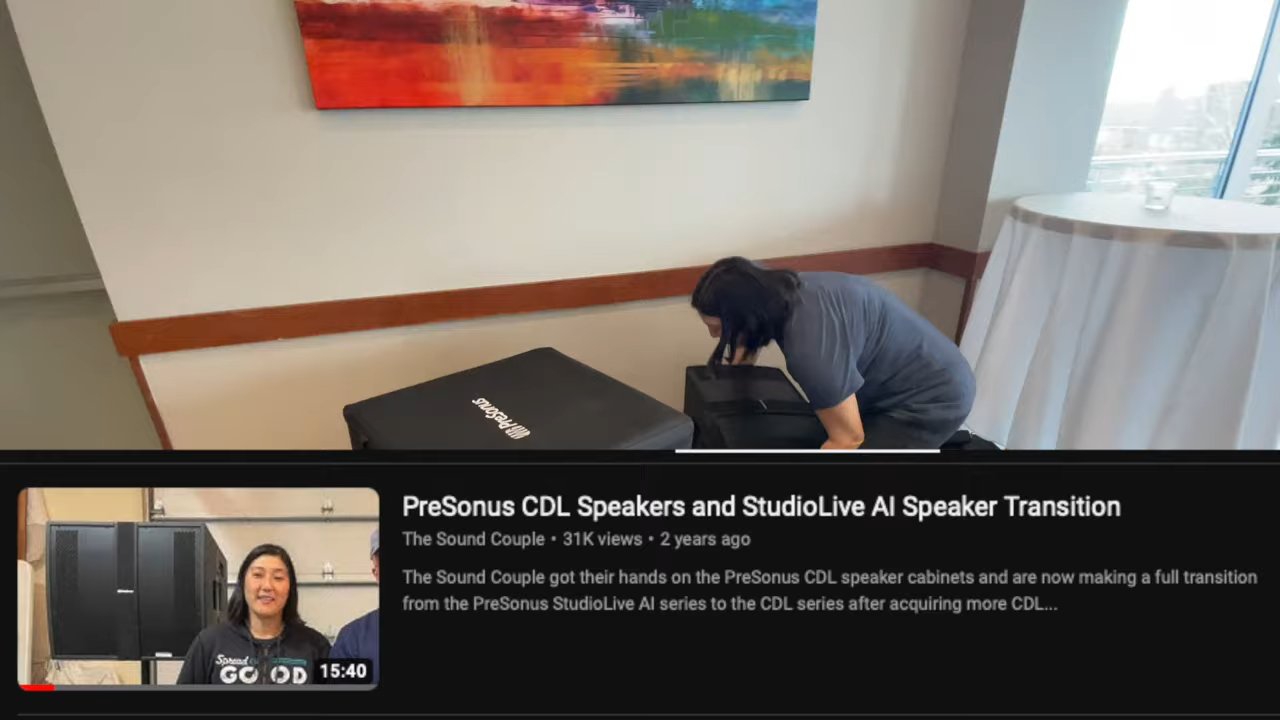 PreSonus
PreSonus CDL Speakers and StudioLive AI Speaker Transition
The Sound Couple • 31K views • 2 years ago
The Sound Couple got their hands on the PreSonus CDL speaker cabinets and are now making a full transition
from the PreSonus StudioLive AI series to the CDL series after acquiring more CDL...
Spread
GOOD
15:40